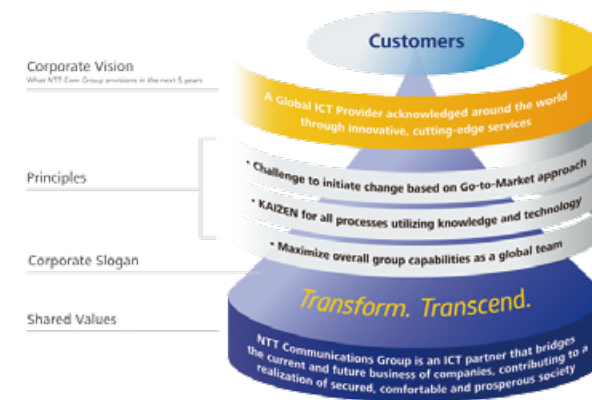 Customers
Corporate Vision
What NTT Com Group envisions in the next 5 years
A Global ICT Provider acknowledged around the world
through innovative, cutting-edge services
Principles
• Challenge to initiate change based on Go-to-Market approach
• KAIZEN for all processes utilizing knowledge and technology
• Maximize overall group capabilities as a global team
Corporate Slogan
Transform. Transcend.
Shared Values
NTT Communications Group is an ICT partner that bridges
the current and future business of companies, contributing to a
realization of secured, comfortable and prosperous society